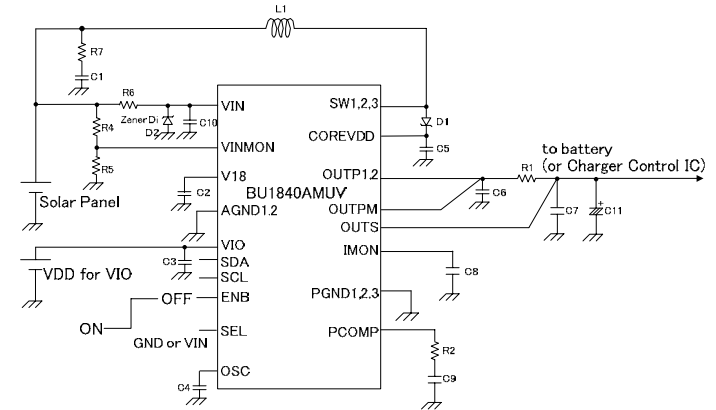 L1
R7
C1
R6
VIN
SW1,2,3
Zener Di
D2
C10
D1
R4
COREVDD
VINMON
C5
R5
to battery
(or Charger Control IC)
V18
OUTP1,2
R1
C2
BU1840AMUV
C6
Solar Panel
AGND1.2
OUTPM
C7
C11
+
OUTS
VIO
IMON
C3
SDA
VDD for VIO
SCL
C8
OFF
ENB
PGND1,2,3
ON
SEL
PCOMP
GND or VIN
R2
OSC
C4
C9